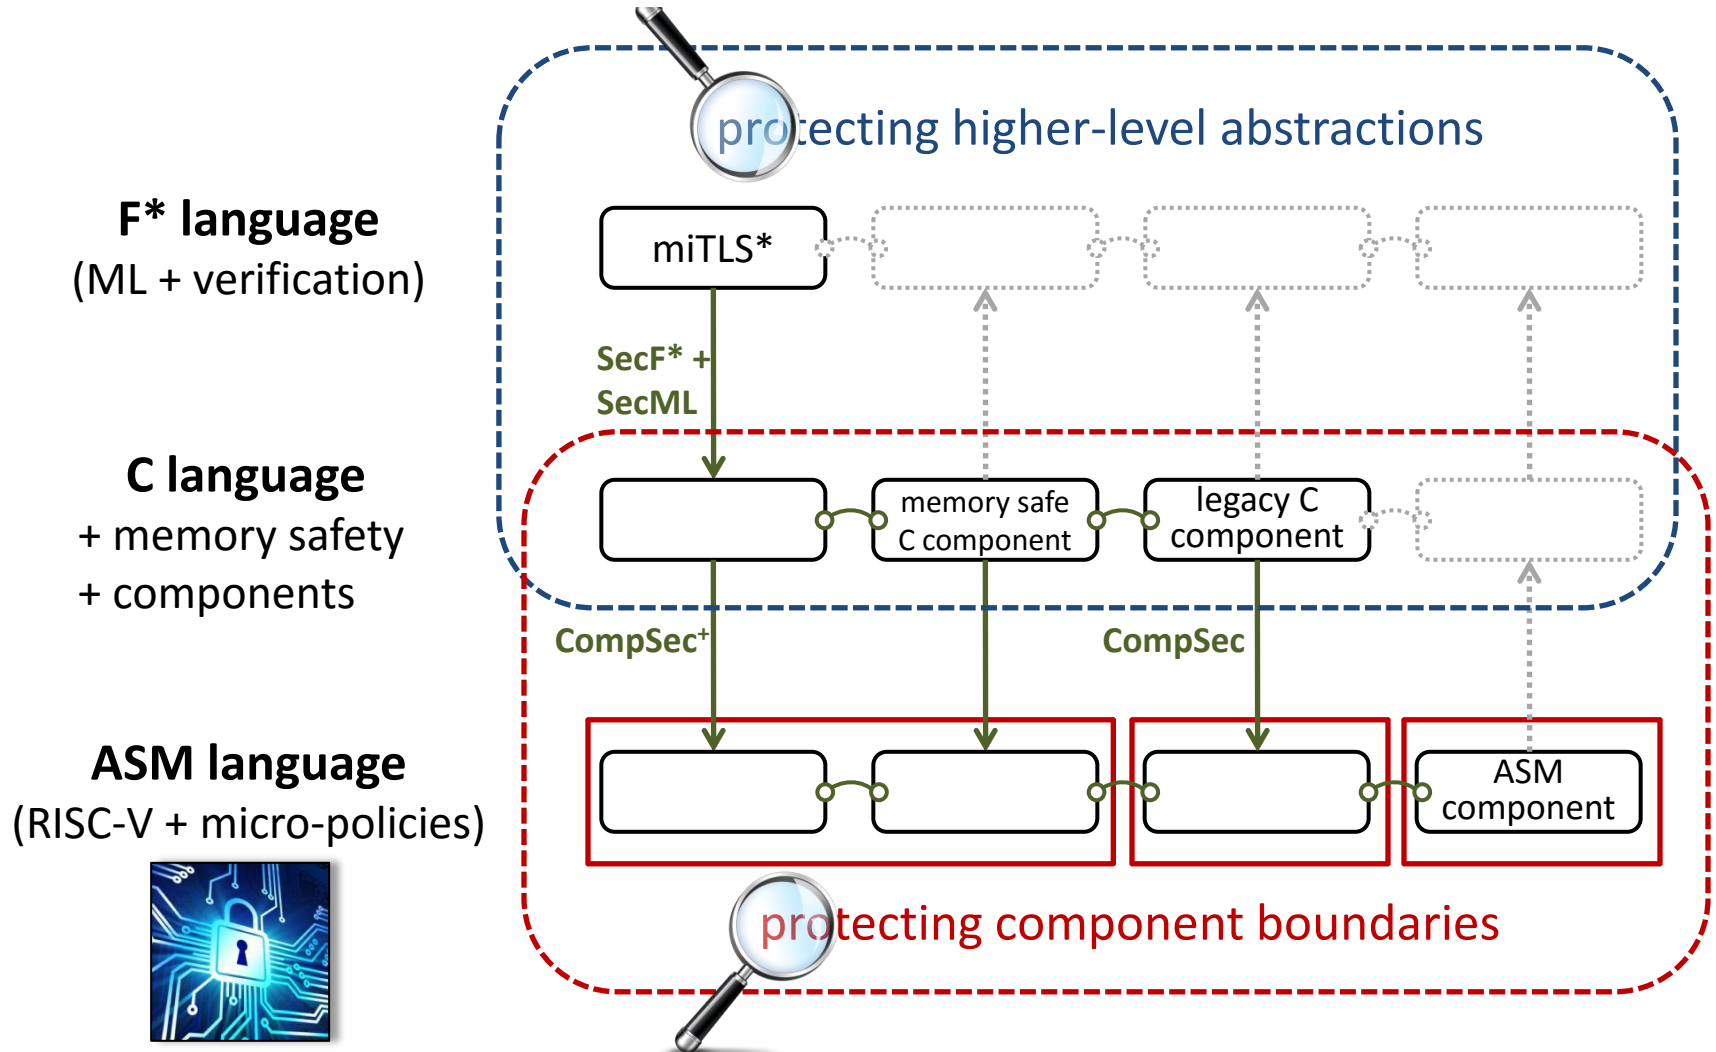 protecting higher-level abstractions
F* language
(ML + verification)
miTLS*
SecF* +
SecML
C language
+ memory safety
+ components
memory safe
C component
legacy C
component
CompSec⁺
CompSec
ASM language
(RISC-V + micro-policies)
ASM
component
protecting component boundaries